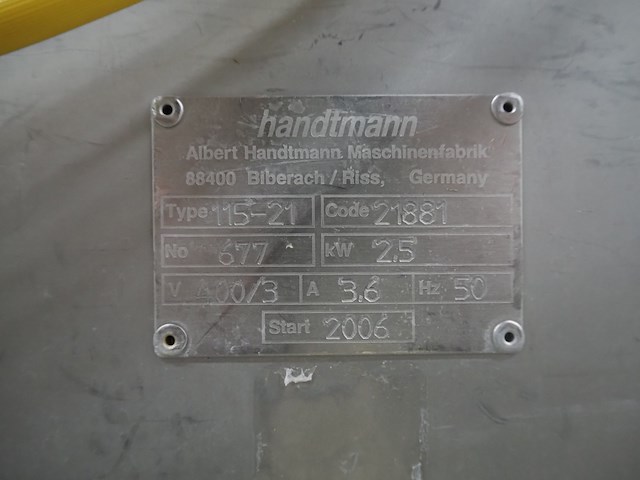 handtmann
Albert Handtmann Maschinenfabrik
88400 Biberach/Riss, Germany
Type 115-21 Code 21881
No 677 kW 2.5
V 400/3 A 3.6 Hz 50
Start 2006